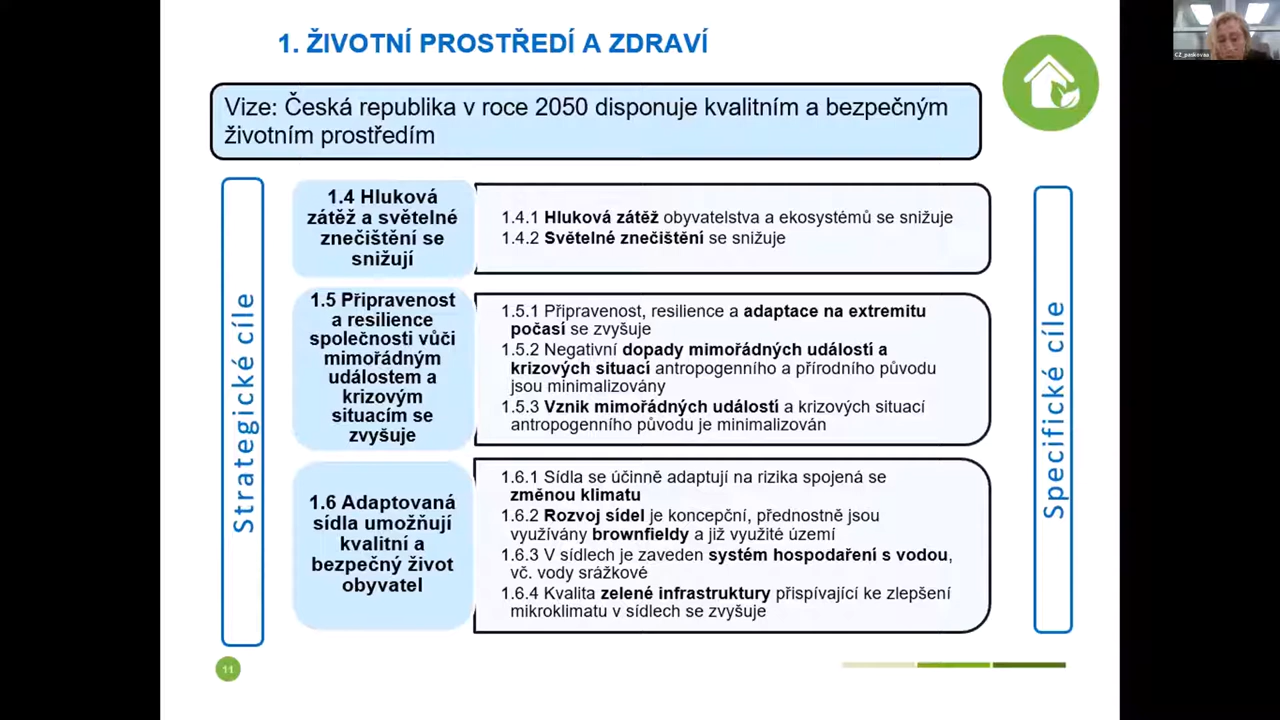 1. ŽIVOTNÍ PROSTŘEDÍ A ZDRAVÍ
Vize: Česká republika v roce 2050 disponuje kvalitním a bezpečným
životním prostředím
Strategické cíle
1.4 Hluková
zátěž a světelné
znečištění se
snižují
1.4.1 Hluková zátěž obyvatelstva a ekosystémů se snižuje
1.4.2 Světelné znečištění se snižuje
1.5 Připravenost
a resilience
společnosti vůči
mimořádným
událostem a
krizovým
situacím se
zvyšuje
1.5.1 Připravenost, resilience a adaptace na extremitu
počasí se zvyšuje
1.5.2 Negativní dopady mimořádných událostí a
krizových situací antropogenního a přírodního původu
jsou minimalizovány
1.5.3 Vznik mimořádných událostí a krizových situací
antropogenního původu je minimalizován
1.6 Adaptovaná
sídla umožňují
kvalitní a
bezpečný život
obyvatel
1.6.1 Sídla se účinně adaptují na rizika spojená se
změnou klimatu
1.6.2 Rozvoj sídel je koncepční, přednostně jsou
využívány brownfieldy a již využité území
1.6.3 V sídlech je zaveden systém hospodaření s vodou,
vč. vody srážkové
1.6.4 Kvalita zelené infrastruktury přispívající ke zlepšení
mikroklimatu v sídlech se zvyšuje
Specifické cíle
11
CZ_paskovaa